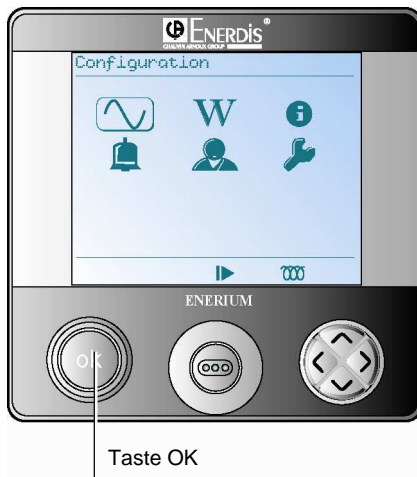 ENERDIS®
CHAUVIN ARNOUX GROUP
Configuration
W
i
ENERIUM
OK
Taste OK